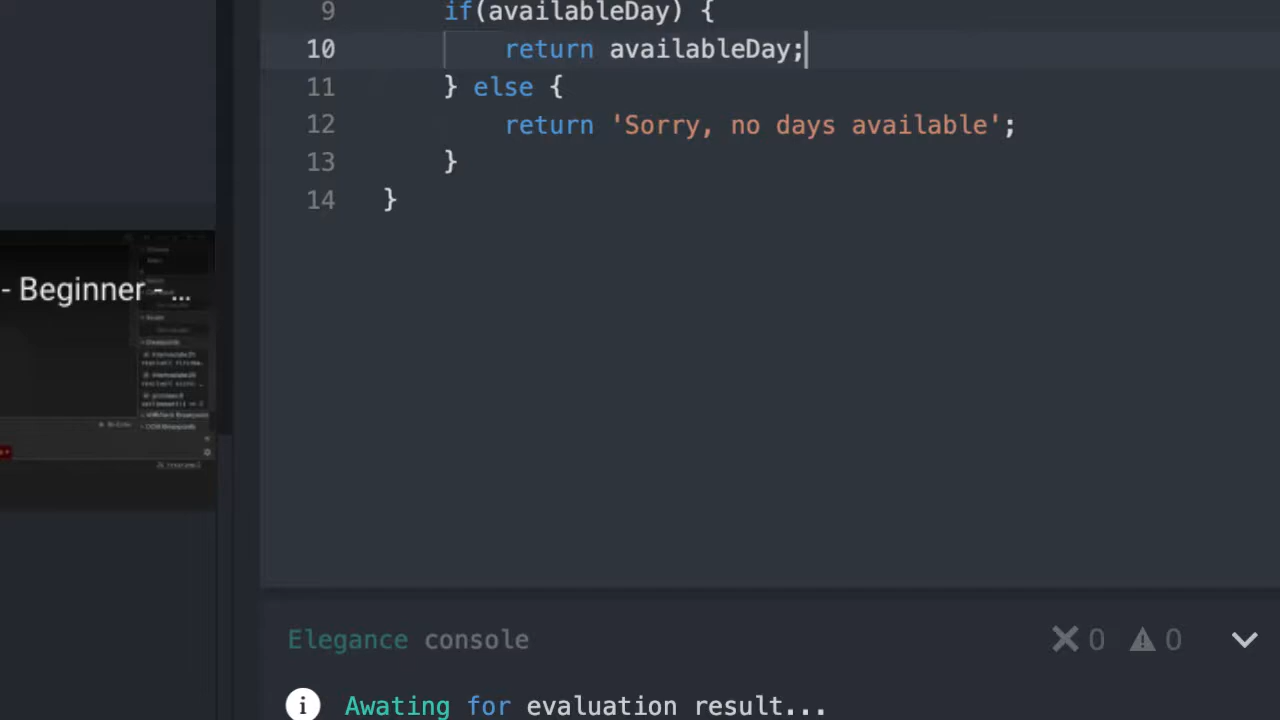 9 if(availableDay) {
10 return availableDay;
11 } else {
12 return 'Sorry, no days available';
13 }
14 }
- Beginner - ...
Elegance console
0 0
i Awating for evaluation result...